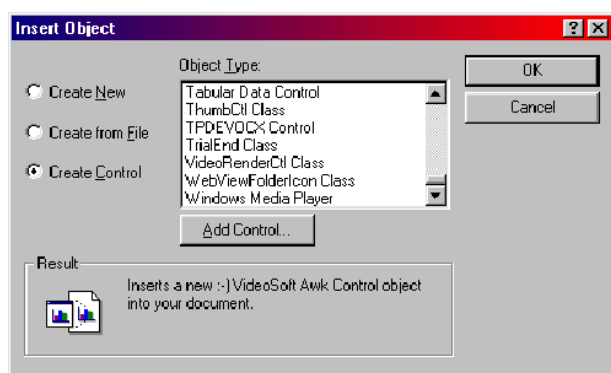 Insert Object
Object Type:
Create New
Create from File
Create Control
Tabular Data Control
ThumbCtl Class
TPDEVOCX Control
TrialEnd Class
VideoRenderCtl Class
WebViewFolderIcon Class
Windows Media Player
OK
Cancel
Add Control...
Result
Inserts a new :-) VideoSoft Awk Control object
into your document.